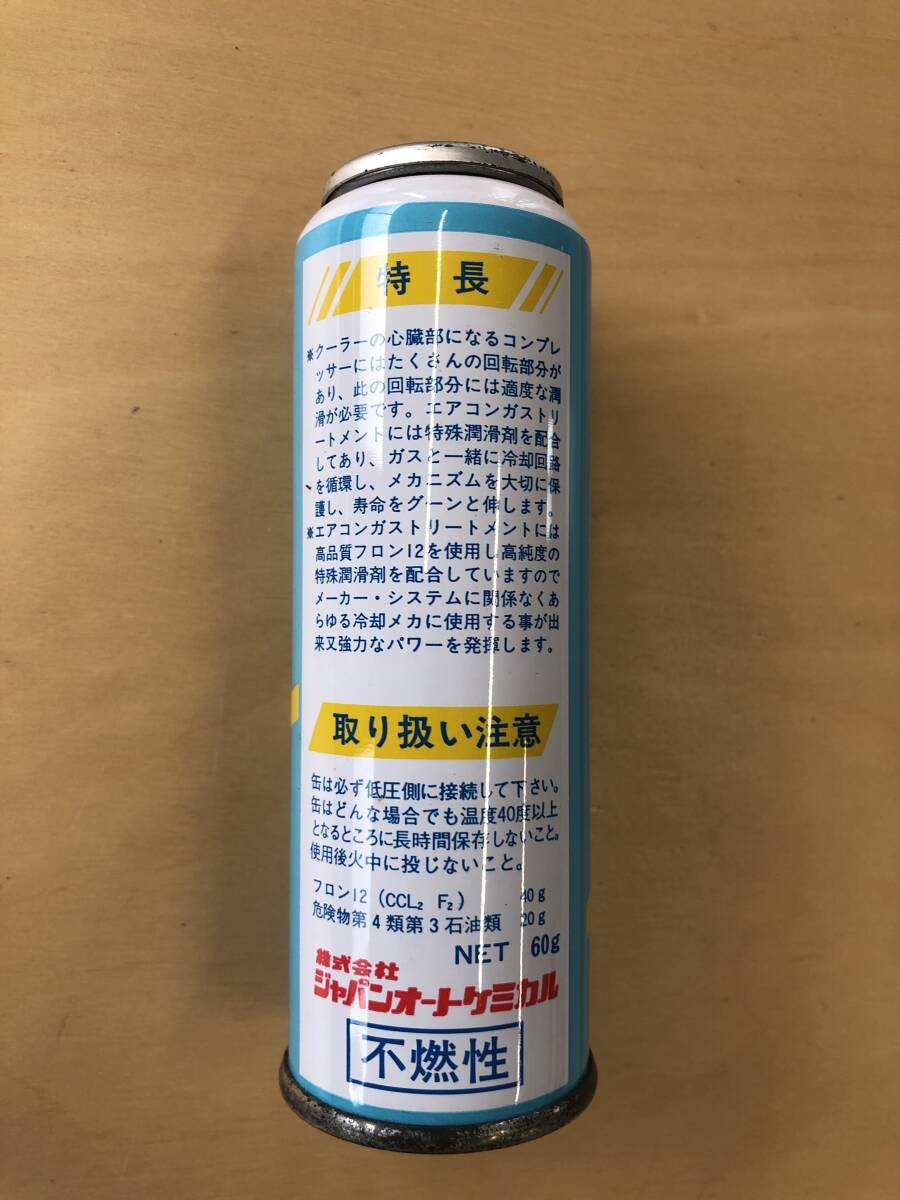 特長
※クーラーの心臓部になるコンプレ
ッサーにはたくさんの回転部分が
あり、此の回転部分には適度な潤
滑が必要です。エアコンガストリ
ートメントには特殊潤滑剤を配合
してあり、ガスと一緒に冷却回路
を循環し、メカニズムを大切に保
護し、寿命をグーンと伸します。
※エアコンガストリートメントには
高品質フロン12を使用し高純度の
特殊潤滑剤を配合していますので
メーカー・システムに関係なくあ
らゆる冷却メカに使用する事が出
来又強力なパワーを発揮します。
取り扱い注意
缶は必ず低圧側に接続して下さい。
缶はどんな場合でも温度40度以上
となるところに長時間保存しないこと。
使用後火中に投じないこと。
フロン12 (CCL₂ F₂) 40g
危険物第4類第3石油類 20g
NET 60g
株式会社
ジャパンオートケミカル
不燃性